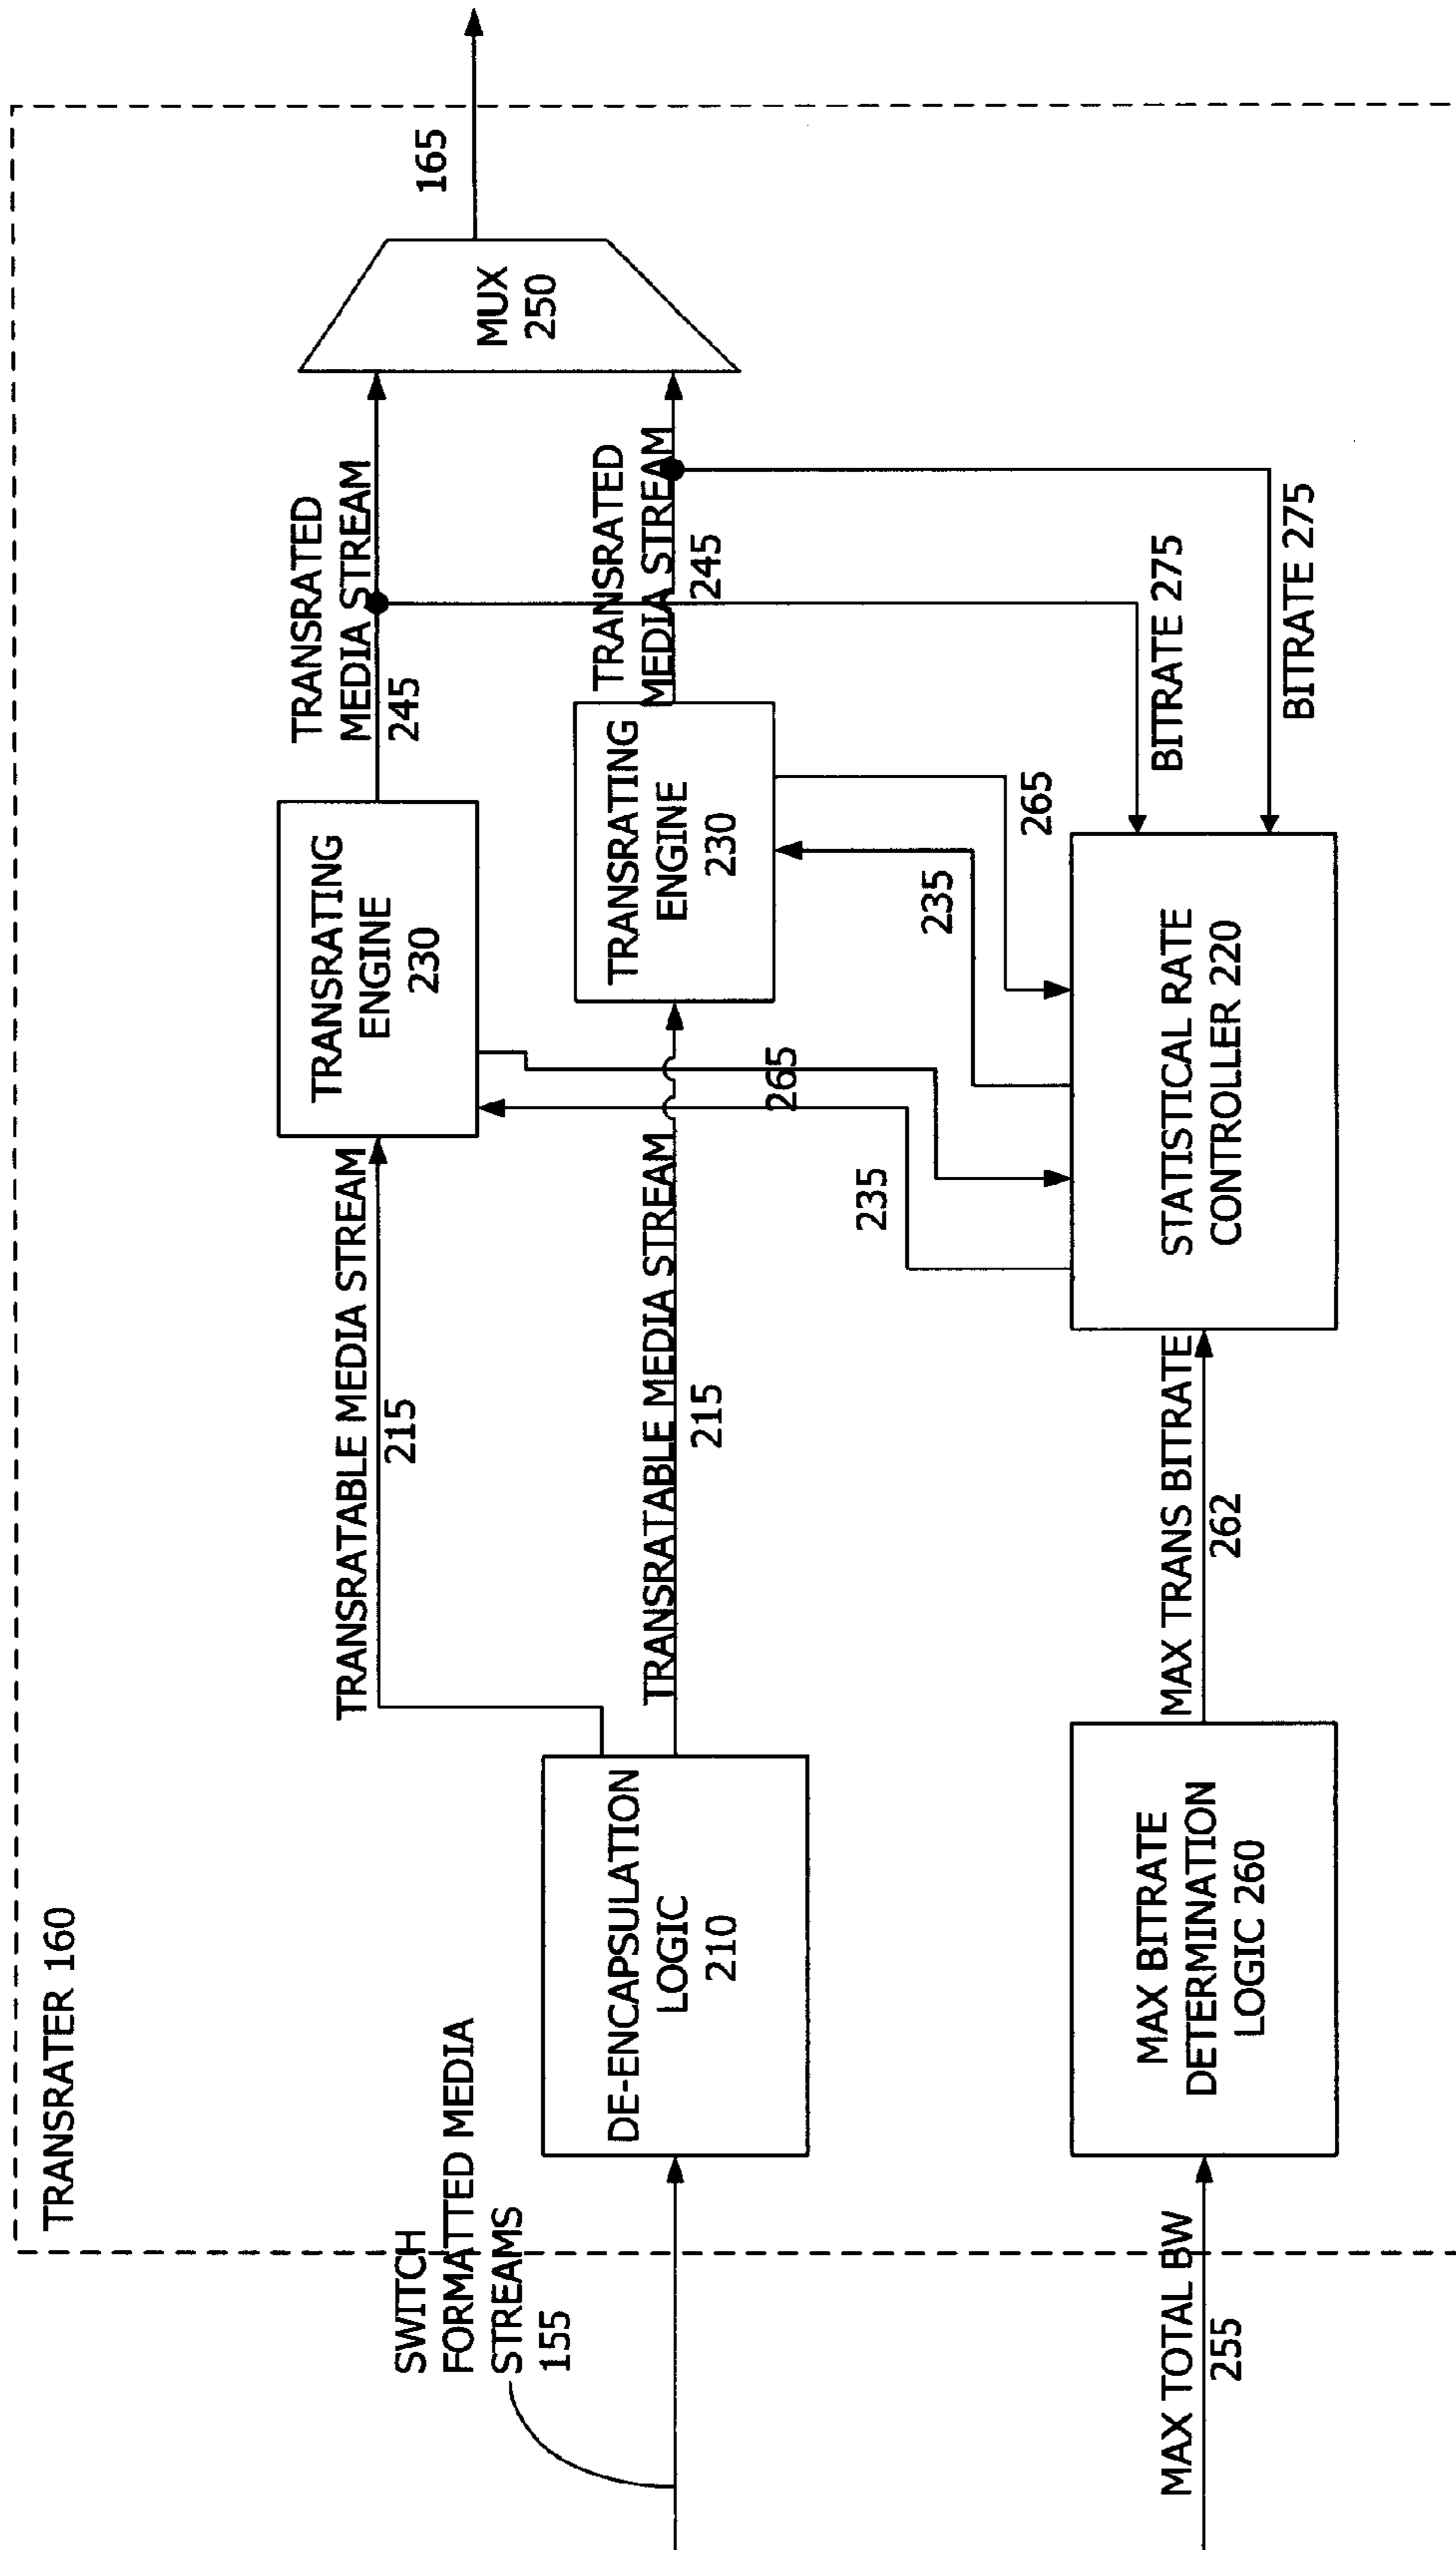 TRANSRATER 160
SWITCH
FORMATTED MEDIA
STREAMS
155
DE-ENCAPSULATION
LOGIC
210
TRANSRATABLE MEDIA STREAM
215
TRANSRATABLE MEDIA STREAM
215
TRANSRATING
ENGINE
230
TRANSRATING
ENGINE
230
TRANSRATED
MEDIA STREAM
245
TRANSRATED
MEDIA STREAM
245
MUX
250
165
265
235
235
265
MAX TOTAL BW
255
MAX BITRATE
DETERMINATION
LOGIC 260
MAX TRANS BITRATE
262
STATISTICAL RATE
CONTROLLER 220
BITRATE 275
BITRATE 275